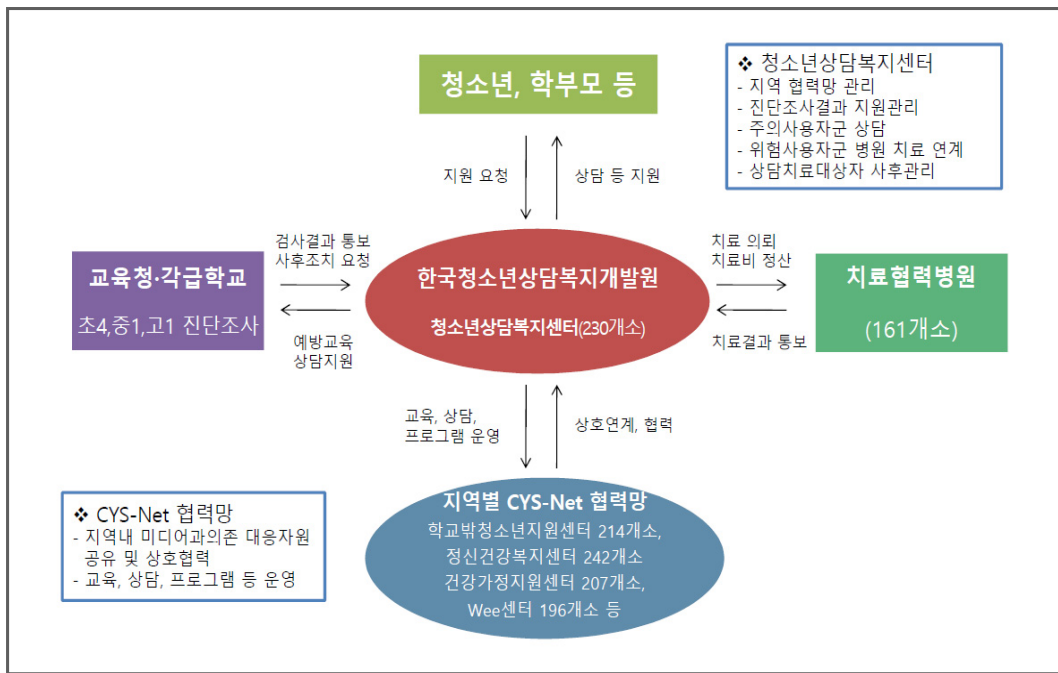 청소년, 학부모 등
❖ 청소년상담복지센터
- 지역 협력망 관리
- 진단조사결과 지원관리
- 주의사용자군 상담
- 위험사용자군 병원 치료 연계
- 상담치료대상자 사후관리
지원 요청
상담 등 지원
교육청·각급학교
초4,중1,고1 진단조사
검사결과 통보
사후조치 요청
예방교육
상담지원
한국청소년상담복지개발원
청소년상담복지센터(230개소)
치료 의뢰
치료비 정산
치료결과 통보
치료협력병원
(161개소)
교육, 상담,
프로그램 운영
상호연계, 협력
❖ CYS-Net 협력망
- 지역내 미디어과의존 대응자원
공유 및 상호협력
- 교육, 상담, 프로그램 등 운영
지역별 CYS-Net 협력망
학교밖청소년지원센터 214개소,
정신건강복지센터 242개소
건강가정지원센터 207개소,
Wee센터 196개소 등